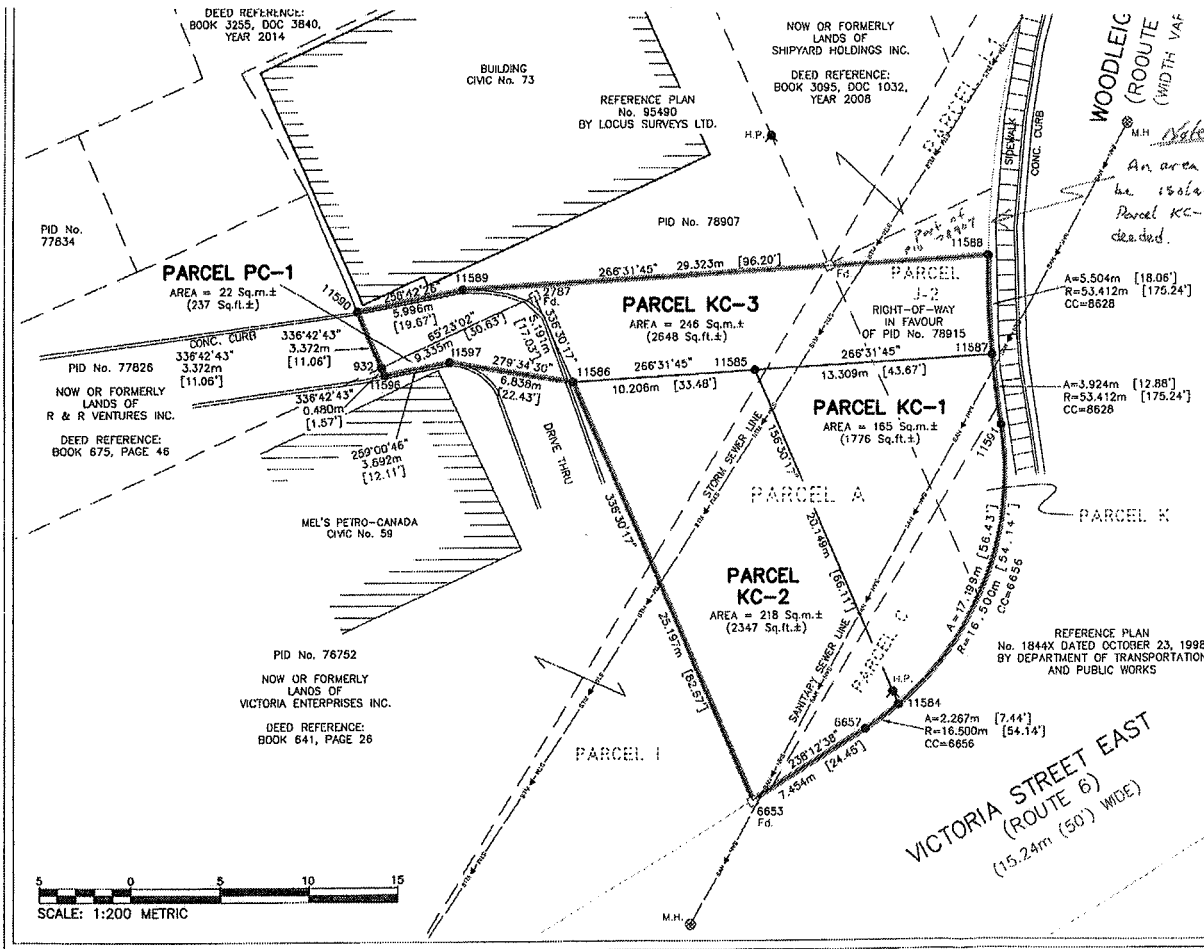 DEED REFERENCE:
BOOK 3255, DOC 3840,
YEAR 2014
BUILDING
CIVIC No. 73
REFERENCE PLAN
No. 95490
BY LOCUS SURVEYS LTD.
NOW OR FORMERLY
LANDS OF
SHIPYARD HOLDINGS INC.
DEED REFERENCE:
BOOK 3095, DOC 1032,
YEAR 2008
H.P.
PARCEL J-1
SIDEWALK
CONC. CURB
WOODLEIG
(ROOUTE
(WIDTH VAR
M.H
Note
An area
be isola
Parcel KC-
deeded.
PID No.
77834
PID No. 78907
Part of
PID 78907
PARCEL PC-1
AREA = 22 Sq.m.±
(237 Sq.ft.±)
11590
11589
256°42'26"
5.996m
[19.67']
266°31'45" 29.323m [96.20']
Fd.
11588
2787
Fd.
PARCEL KC-3
AREA = 246 Sq.m.±
(2648 Sq.ft.±)
PARCEL
J-2
RIGHT-OF-WAY
IN FAVOUR
OF PID No. 78915
A=5.504m [18.06']
R=53.412m [175.24']
CC=8628
CONC. CURB
336°42'43"
3.372m
[11.06']
336°42'43"
3.372m
[11.06']
65°23'02"
9.335m [30.63']
336°30'17"
5.191m
[17.03']
PID No. 77826
NOW OR FORMERLY
LANDS OF
R & R VENTURES INC.
DEED REFERENCE:
BOOK 675, PAGE 46
932
11596
11597
279°34'30"
6.838m
[22.43']
11586
266°31'45"
10.206m [33.48']
11585
266°31'45"
13.309m [43.67']
11587
336°42'43"
0.480m
[1.57']
259°00'46"
3.692m
[12.11']
DRIVE THRU
STORM SEWER LINE
PARCEL KC-1
AREA = 165 Sq.m.±
(1776 Sq.ft.±)
A=3.924m [12.88']
R=53.412m [175.24']
CC=8628
11591
156°30'17"
20.149m
[66.11']
PARCEL A
PARCEL K
MEL'S PETRO-CANADA
CIVIC No. 59
336°30'17"
25.197m
[82.67']
PARCEL
KC-2
AREA = 218 Sq.m.±
(2347 Sq.ft.±)
A=17.199m [56.43']
R=16.500m [54.14']
CC=6656
PARCEL C
SANITARY SEWER LINE
REFERENCE PLAN
No. 1844X DATED OCTOBER 23, 1998
BY DEPARTMENT OF TRANSPORTATION
AND PUBLIC WORKS
PID No. 76752
NOW OR FORMERLY
LANDS OF
VICTORIA ENTERPRISES INC.
DEED REFERENCE:
BOOK 641, PAGE 26
PARCEL I
H.P.
11584
6657
A=2.267m [7.44']
R=16.500m [54.14']
CC=6656
238°12'38"
7.454m [24.46']
6653
Fd.
VICTORIA STREET EAST
(ROUTE 6)
(15.24m (50') WIDE)
M.H.
5 0 5 10 15
SCALE: 1:200 METRIC